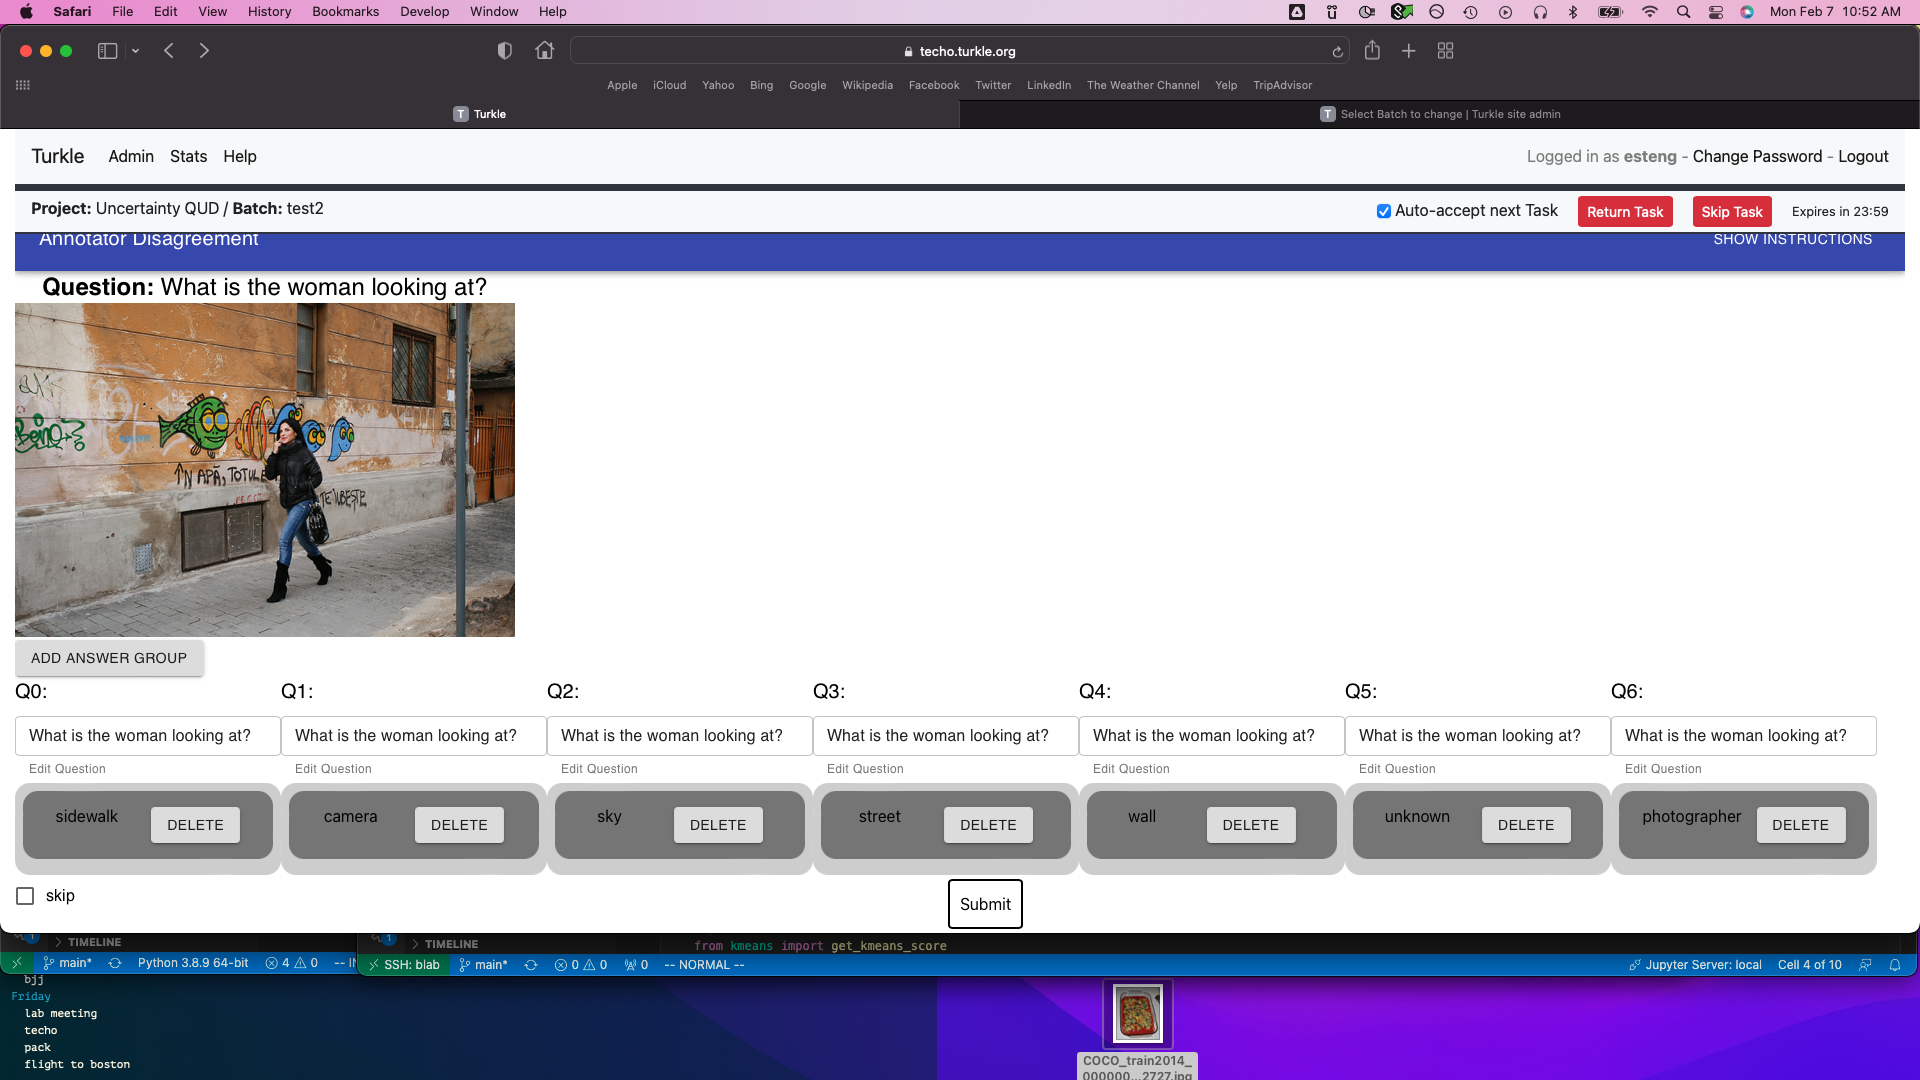 Safari File Edit View History Bookmarks Develop Window Help Mon Feb 7 10:52 AM
techo.turkle.org
Apple iCloud Yahoo Bing Google Wikipedia Facebook Twitter LinkedIn The Weather Channel Yelp TripAdvisor
T Turkle T Select Batch to change | Turkle site admin
Turkle Admin Stats Help Logged in as esteng - Change Password - Logout
Project: Uncertainty QUD / Batch: test2 Auto-accept next Task Return Task Skip Task Expires in 23:59
Annotator Disagreement SHOW INSTRUCTIONS
Question: What is the woman looking at?
ÎN APĂ, TOTUL E
TE IUBEȘTE
ADD ANSWER GROUP
Q0: Q1: Q2: Q3: Q4: Q5: Q6:
What is the woman looking at? What is the woman looking at? What is the woman looking at? What is the woman looking at? What is the woman looking at? What is the woman looking at? What is the woman looking at?
Edit Question Edit Question Edit Question Edit Question Edit Question Edit Question Edit Question
sidewalk DELETE camera DELETE sky DELETE street DELETE wall DELETE unknown DELETE photographer DELETE
skip Submit
1 TIMELINE 1 TIMELINE from kmeans import get_kmeans_score
main* Python 3.8.9 64-bit 4 0 -- IN SSH: blab main* 0 0 0 -- NORMAL -- Jupyter Server: local Cell 4 of 10
bjj
Friday
lab meeting
techo
pack
flight to boston
COCO_train2014_
000000...2727.jpg